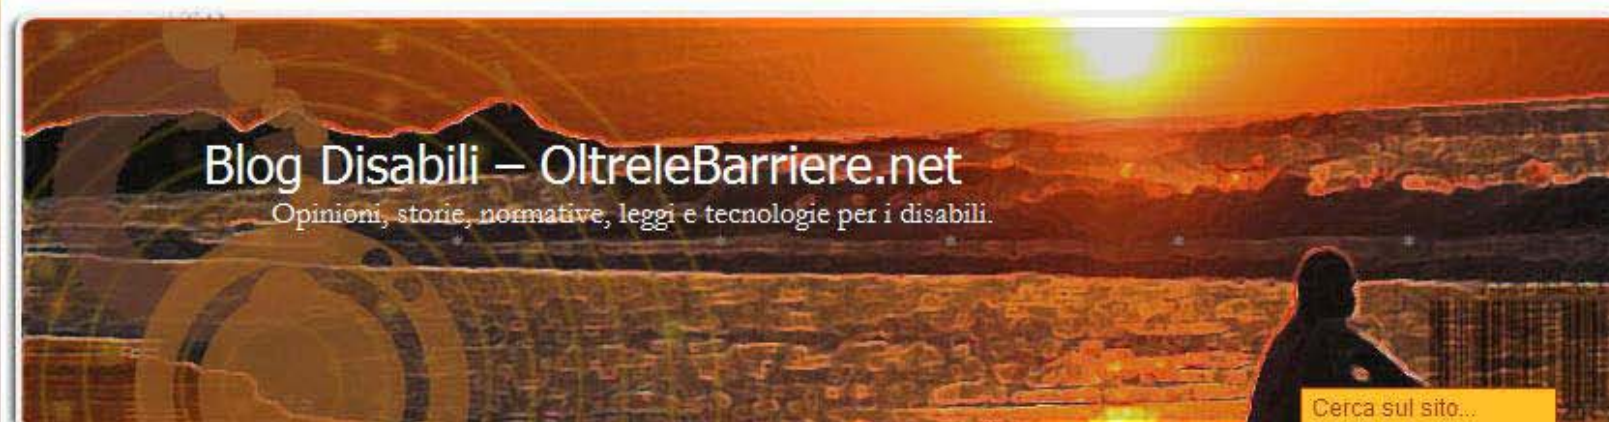 Blog Disabili – OltreleBarriere.net
Opinioni, storie, normative, leggi e tecnologie per i disabili.
Cerca sul sito...